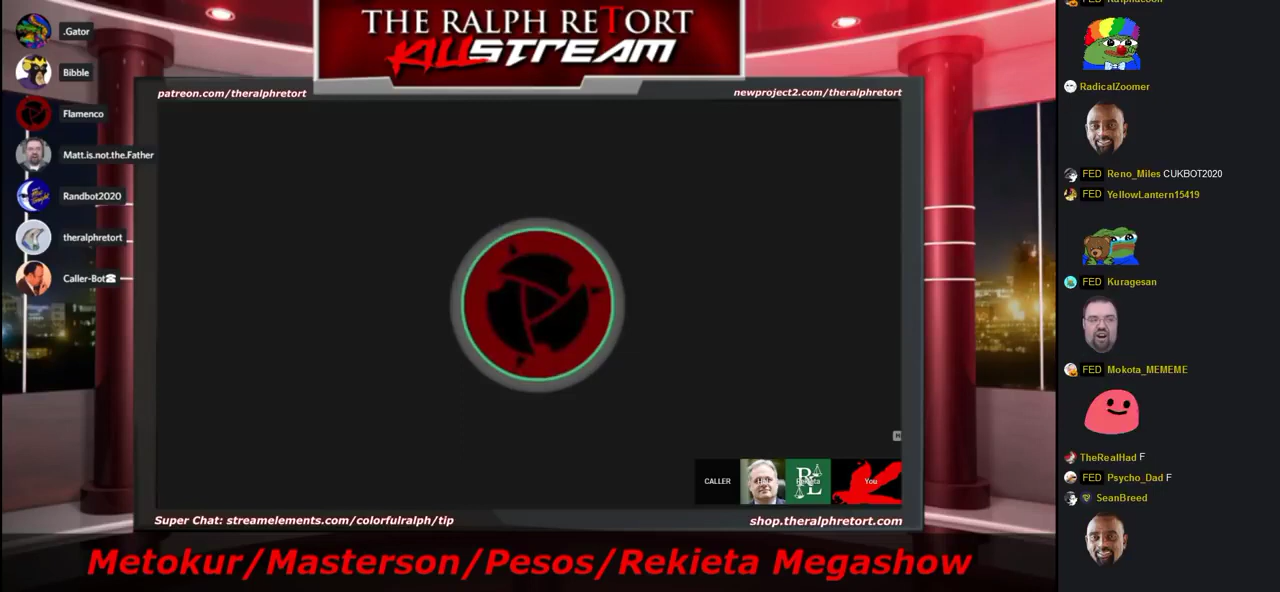 THE RALPH RETORT
KILLSTREAM
patreon.com/theralphretort
newproject2.com/theralphretort
.Gator
Bibble
Flamenco
Matt.is.not.the.Father
Randbot2020
theralphretort
Caller-Bot☎
CALLER
RL
You
Super Chat: streamelements.com/colorfulralph/tip
shop.theralphretort.com
Metokur/Masterson/Pesos/Rekieta Megashow
RadicalZoomer
FED Reno_Miles CUKBOT2020
FED YellowLantern15419
FED Kuragesan
FED Mokota_MEMEME
TheRealHad F
FED Psycho_Dad F
SeanBreed